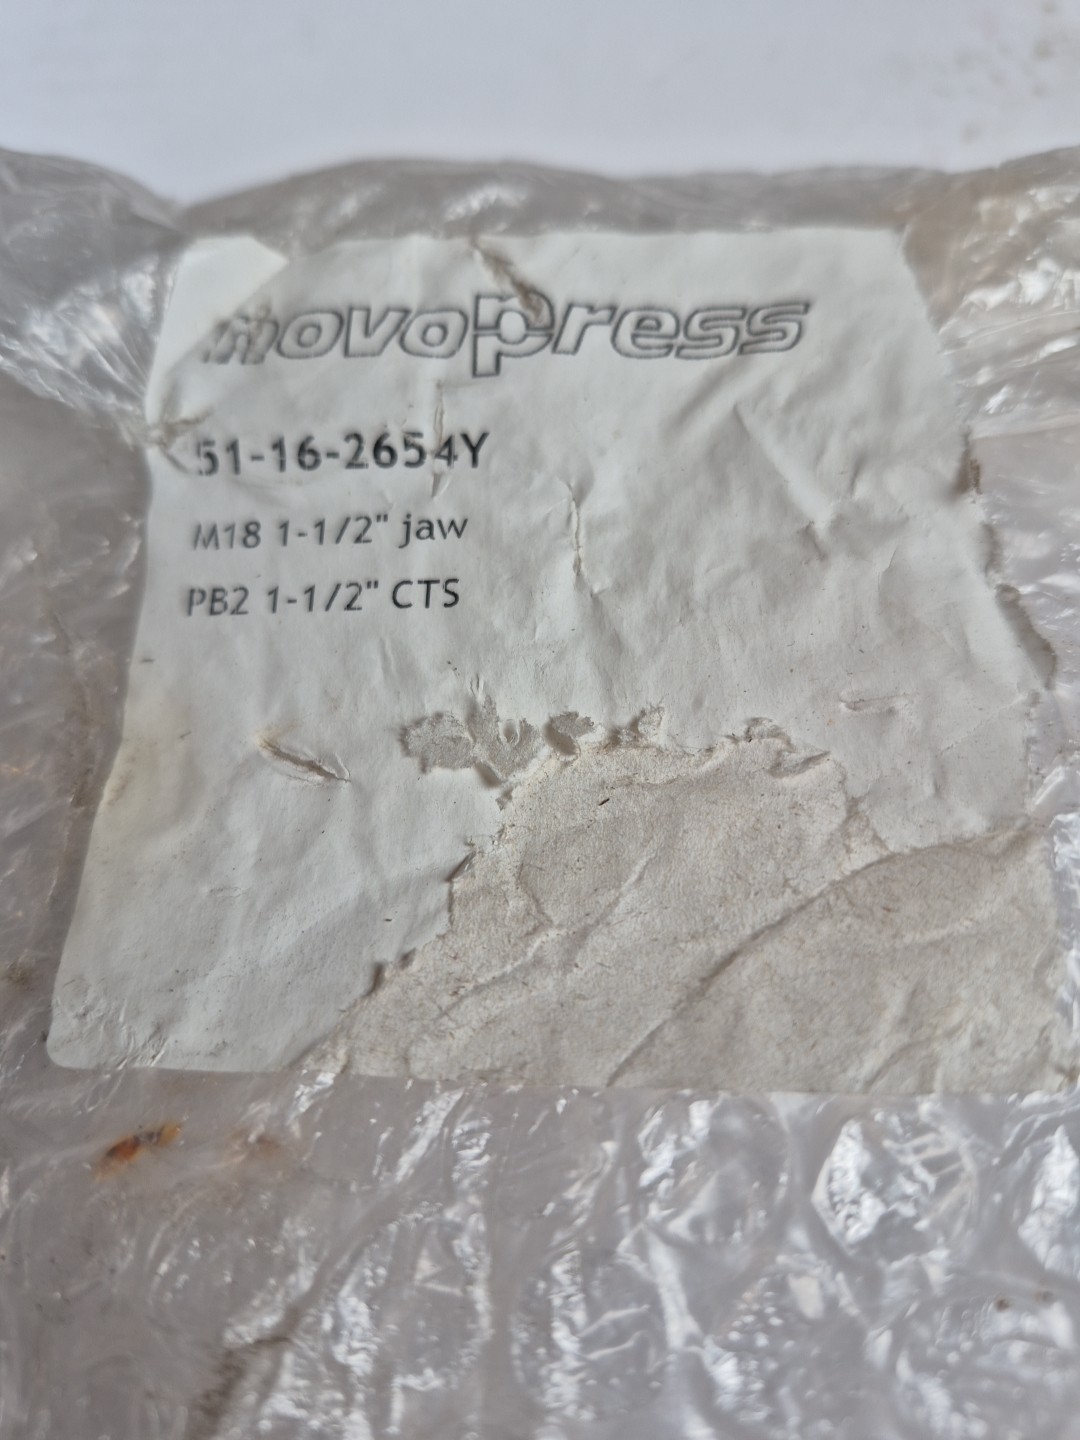 novopress
51-16-2654Y
M18 1-1/2" jaw
PB2 1-1/2" CTS